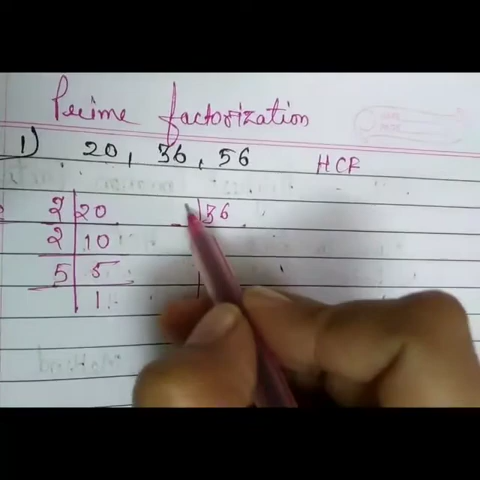 Prime factorization
1) 20, 36, 56 HCF
2 20 36
2 10
5 5
1